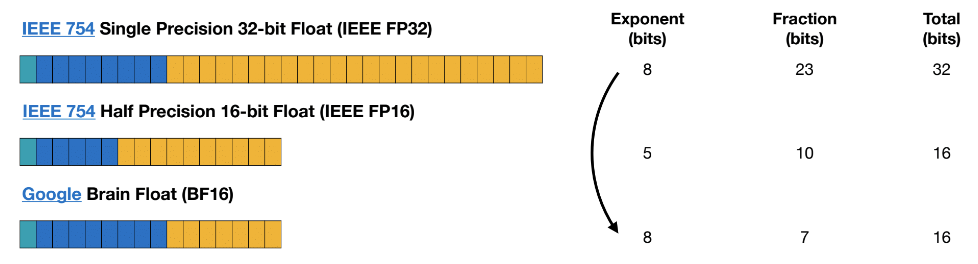 Exponent Fraction Total
(bits) (bits) (bits)
IEEE 754 Single Precision 32-bit Float (IEEE FP32)
8 23 32
IEEE 754 Half Precision 16-bit Float (IEEE FP16)
5 10 16
Google Brain Float (BF16)
8 7 16